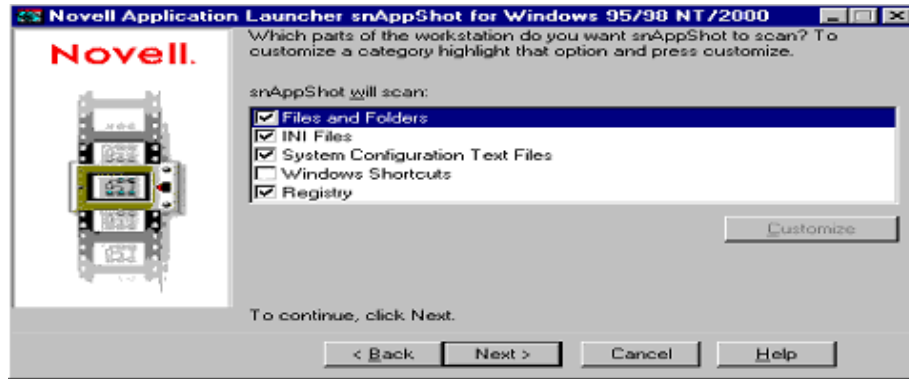 Novell Application Launcher snAppShot for Windows 95/98 NT/2000
Novell.
Which parts of the workstation do you want snAppShot to scan? To
customize a category highlight that option and press customize.
snAppShot will scan:
Files and Folders
INI Files
System Configuration Text Files
Windows Shortcuts
Registry
Customize
To continue, click Next.
< Back
Next >
Cancel
Help